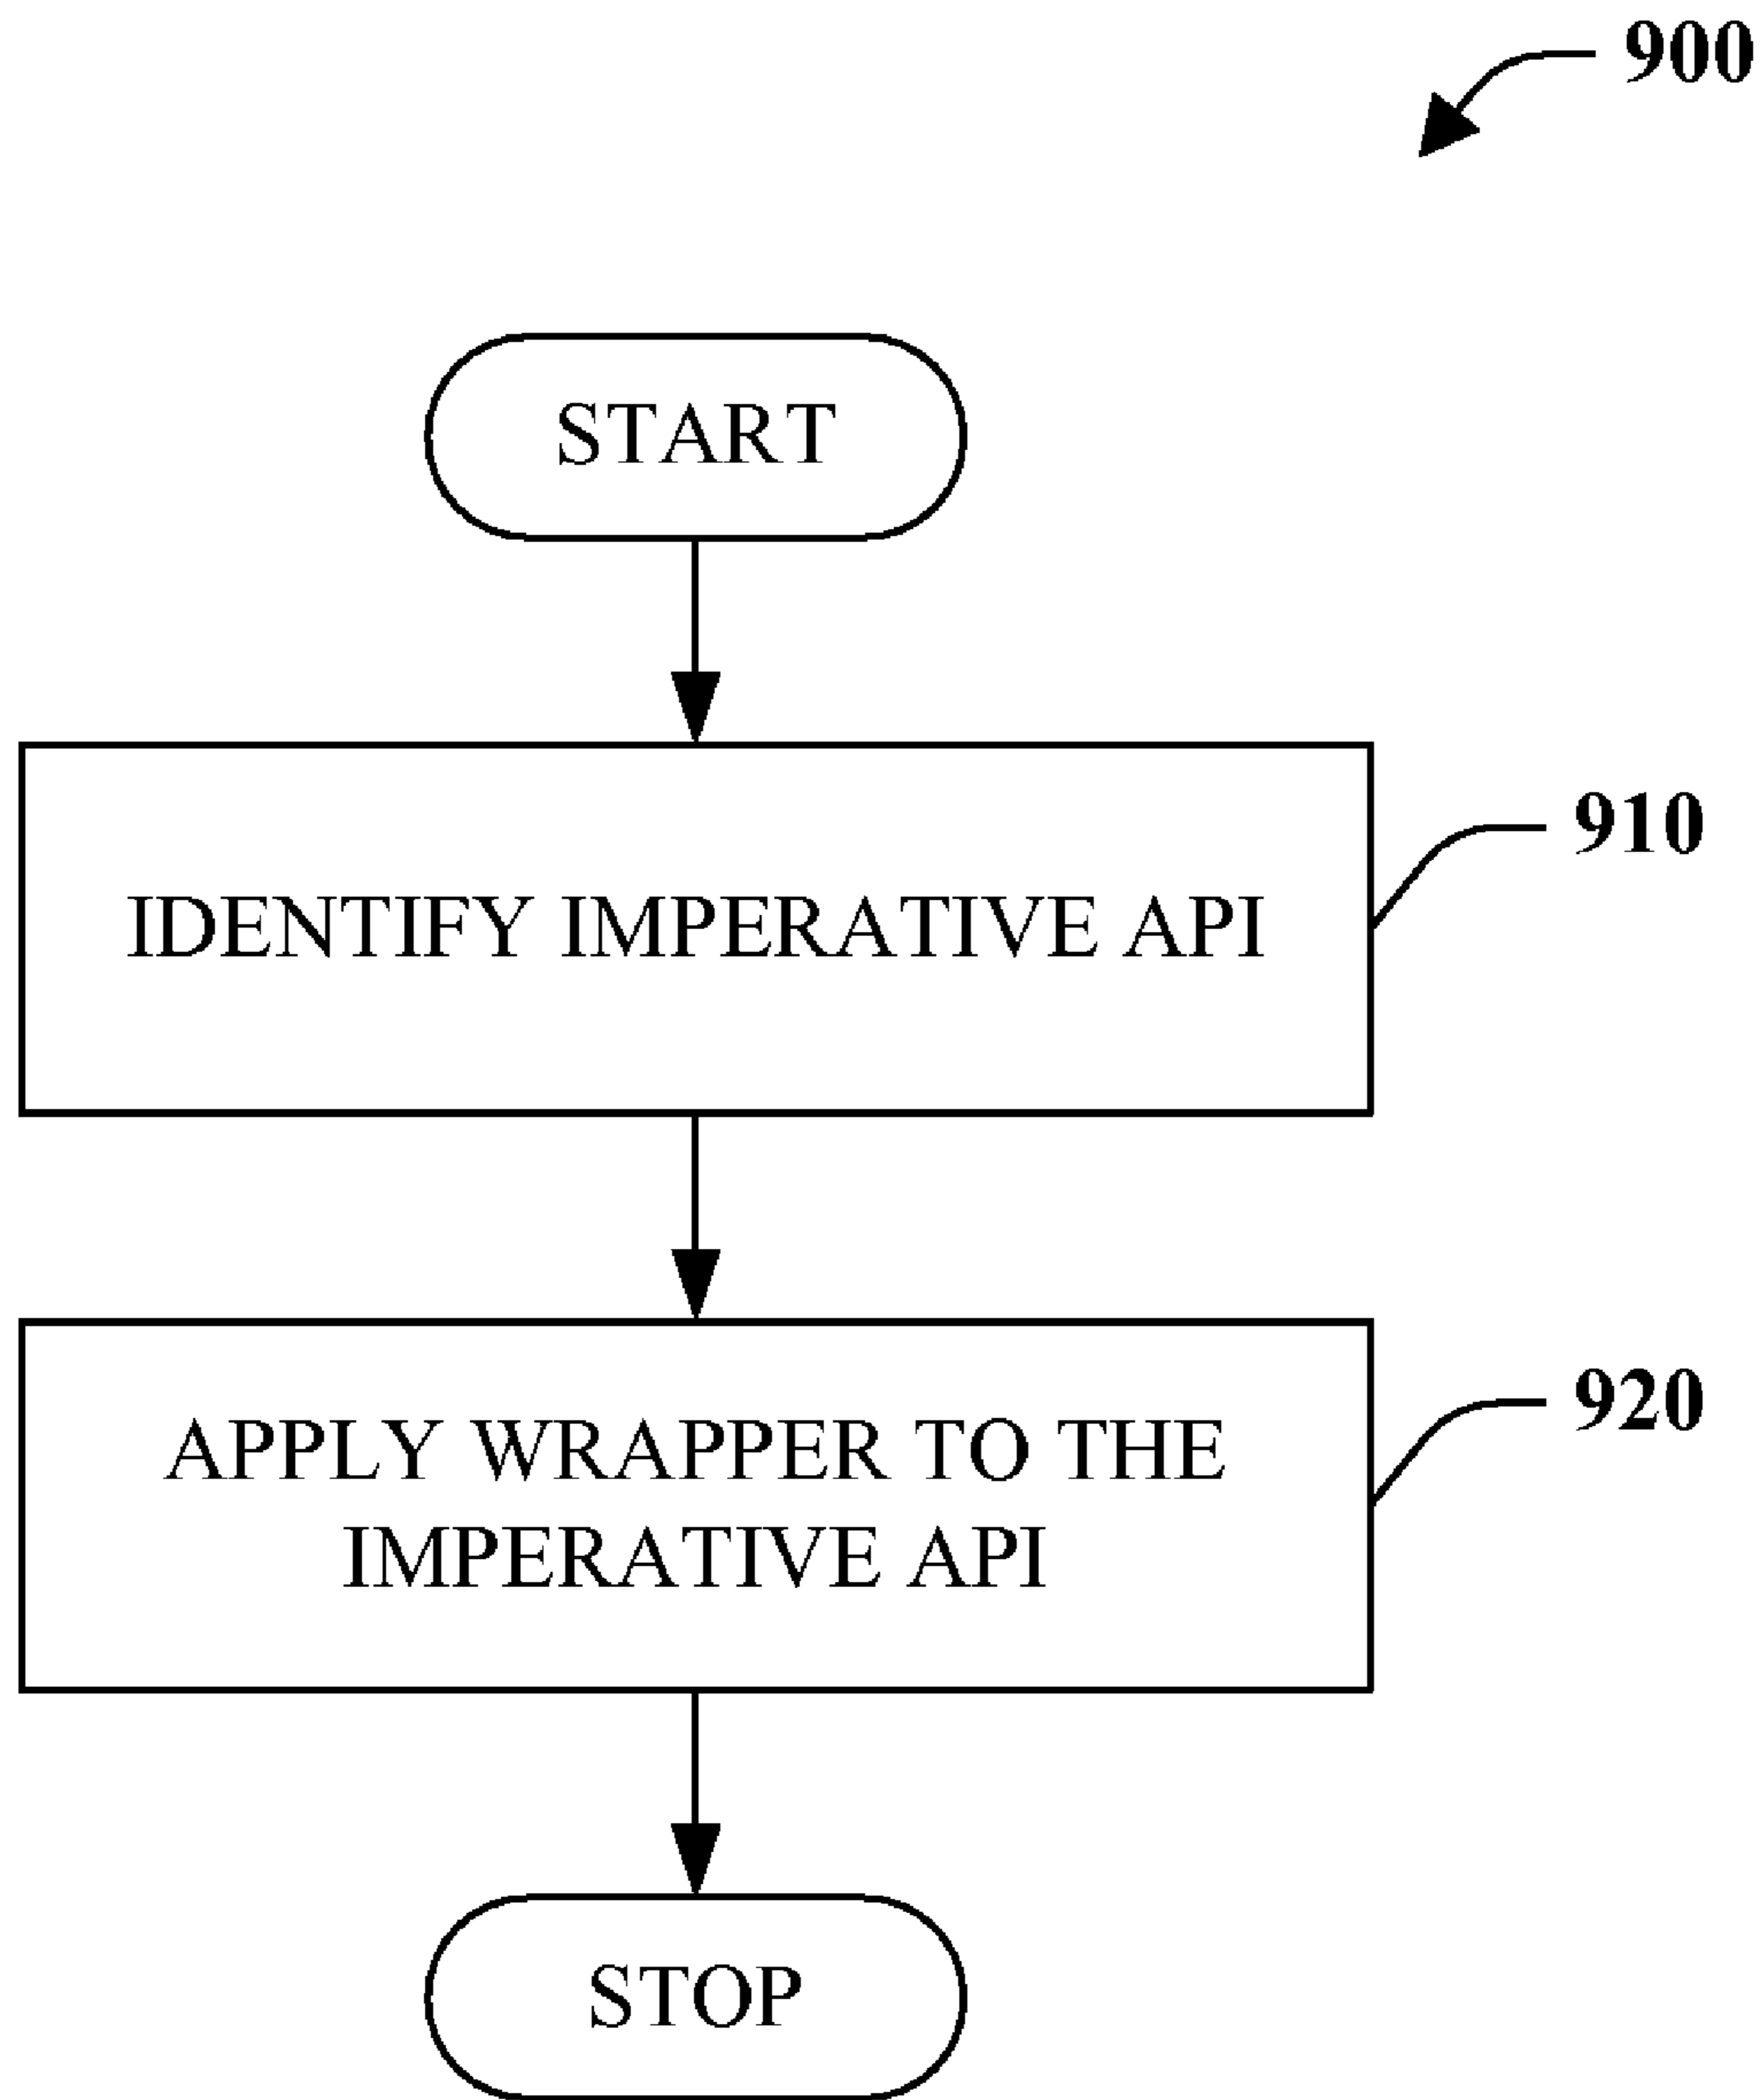 900
START
910
IDENTIFY IMPERATIVE API
920
APPLY WRAPPER TO THE
IMPERATIVE API
STOP